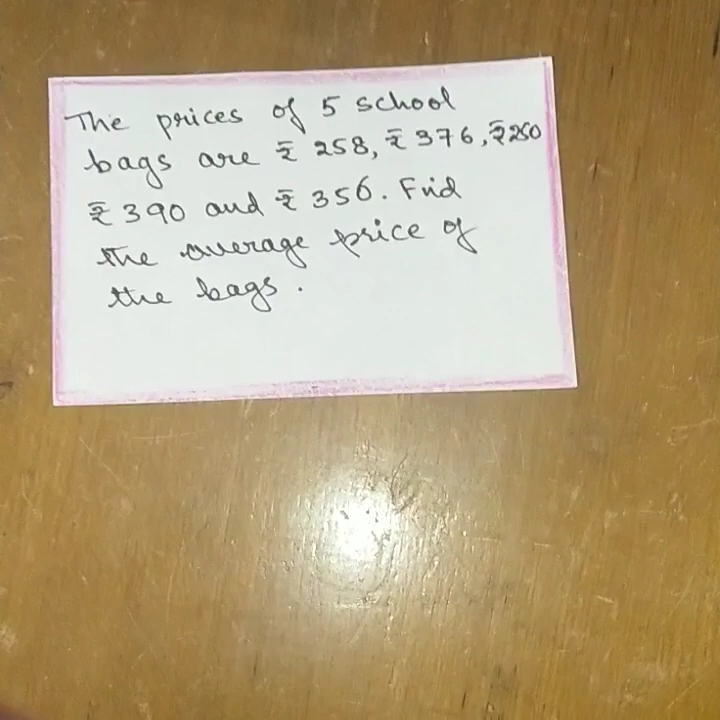 The prices of 5 school
bags are ₹ 258, ₹ 376, ₹250
₹ 390 and ₹ 356. Find
the average price of
the bags.